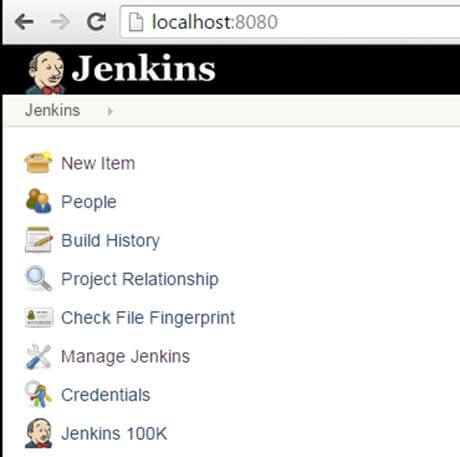 localhost:8080
Jenkins
Jenkins
New Item
People
Build History
Project Relationship
Check File Fingerprint
Manage Jenkins
Credentials
Jenkins 100K